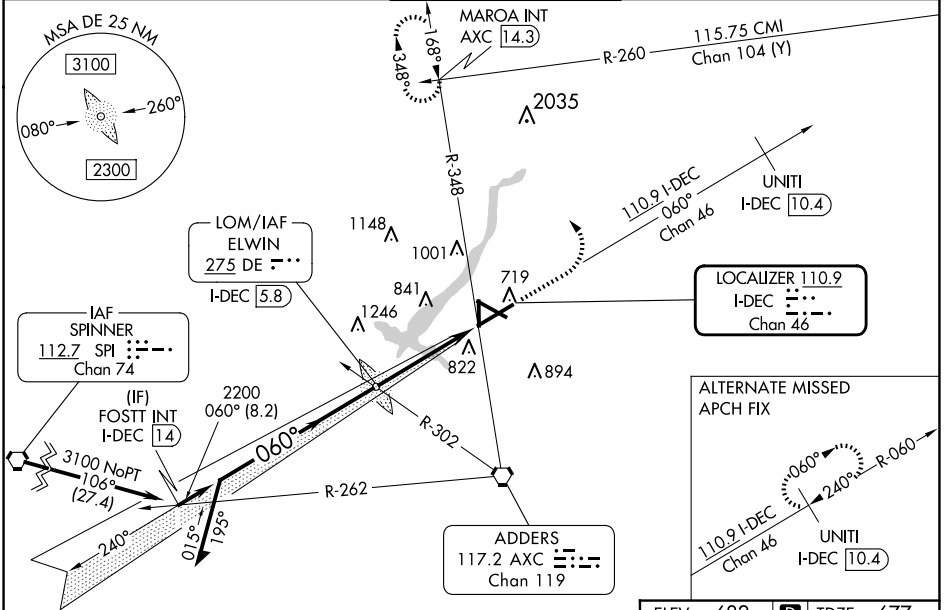 MSA DE 25 NM
3100
260°
080°
2300
MAROA INT
AXC 14.3
168°
348°
R-260
115.75 CMI
Chan 104 (Y)
2035
R-348
110.9 I-DEC
060°
Chan 46
UNITI
I-DEC 10.4
LOM/IAF
ELWIN
275 DE
I-DEC 5.8
1148
1001
841
719
1246
822
894
LOCALIZER 110.9
I-DEC
Chan 46
IAF
SPINNER
112.7 SPI
Chan 74
(IF)
FOSTT INT
I-DEC 14
2200
060° (8.2)
3100 NoPT
106°
(27.4)
060°
R-302
R-262
240°
015°
195°
ADDERS
117.2 AXC
Chan 119
ALTERNATE MISSED
APCH FIX
060°
R-060
240°
110.9 I-DEC
Chan 46
UNITI
I-DEC 10.4